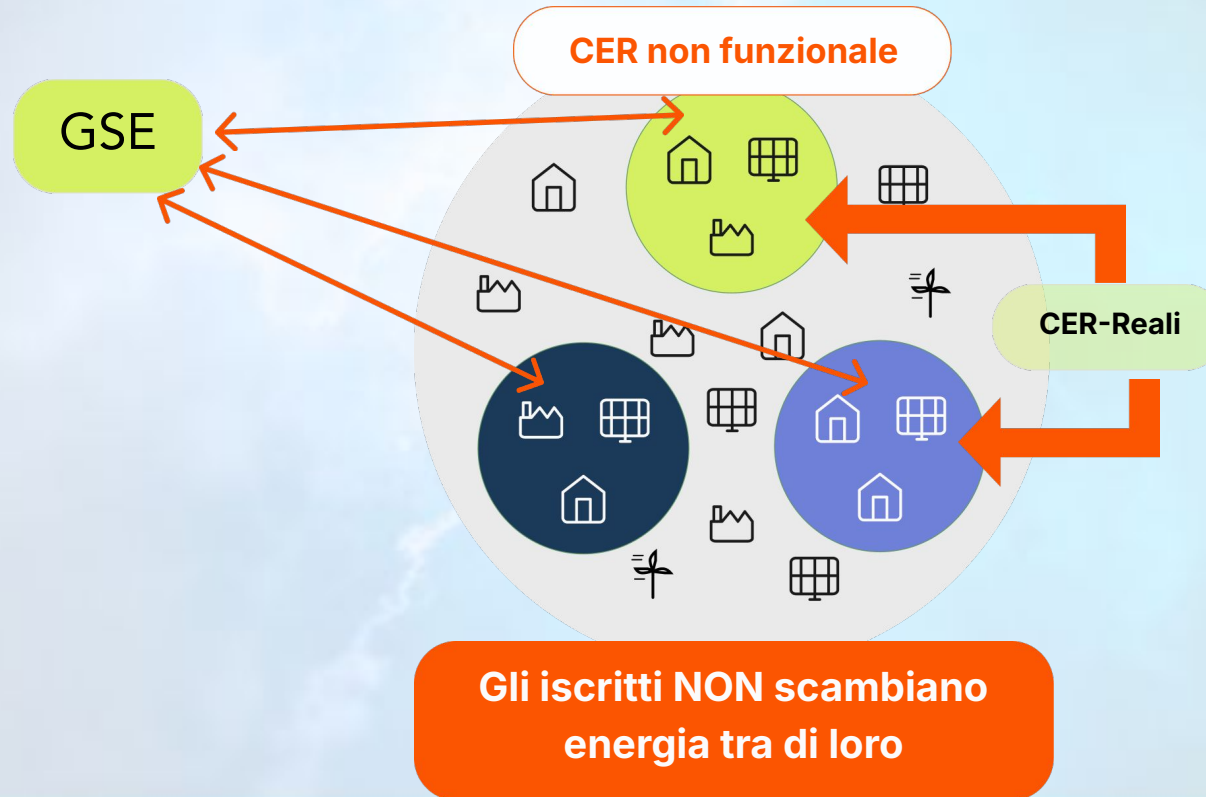 CER non funzionale
GSE
CER-Reali
Gli iscritti NON scambiano
energia tra di loro